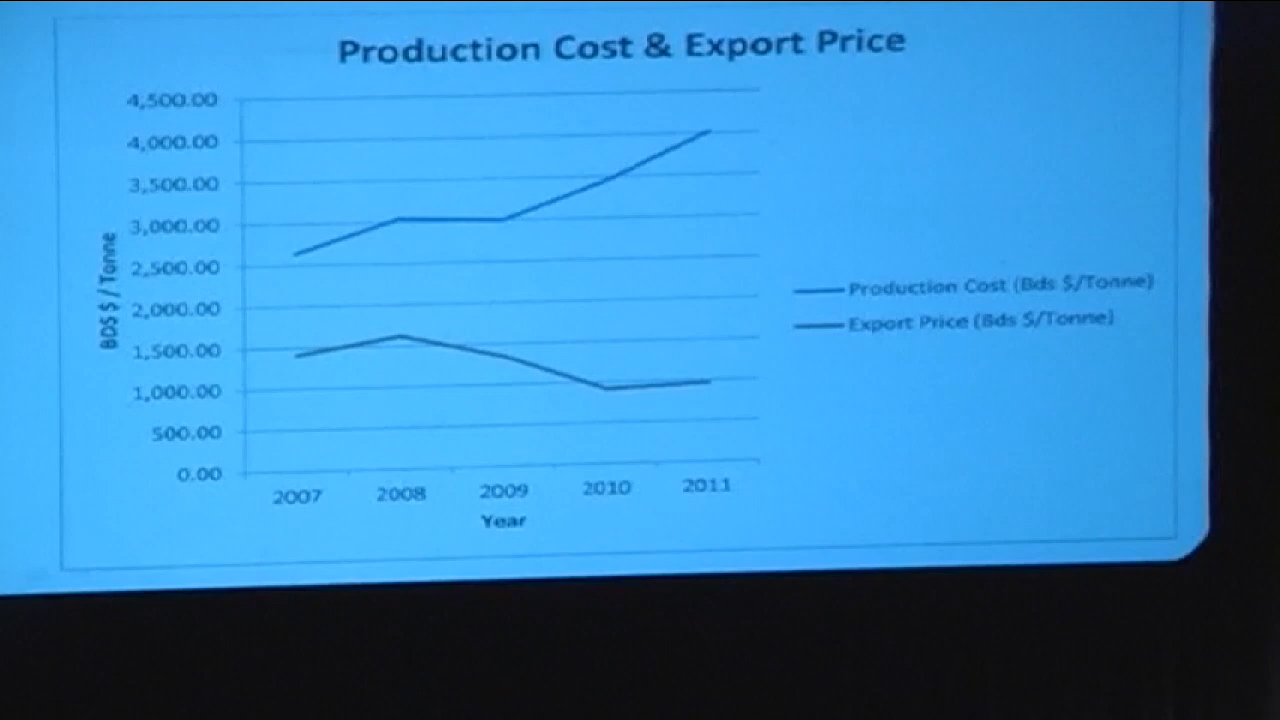 Production Cost & Export Price
4,500.00
4,000.00
3,500.00
3,000.00
2,500.00
2,000.00
1,500.00
1,000.00
500.00
0.00
BDS $ / Tonne
2007 2008 2009 2010 2011
Year
Production Cost (Bds $/Tonne)
Export Price (Bds $/Tonne)